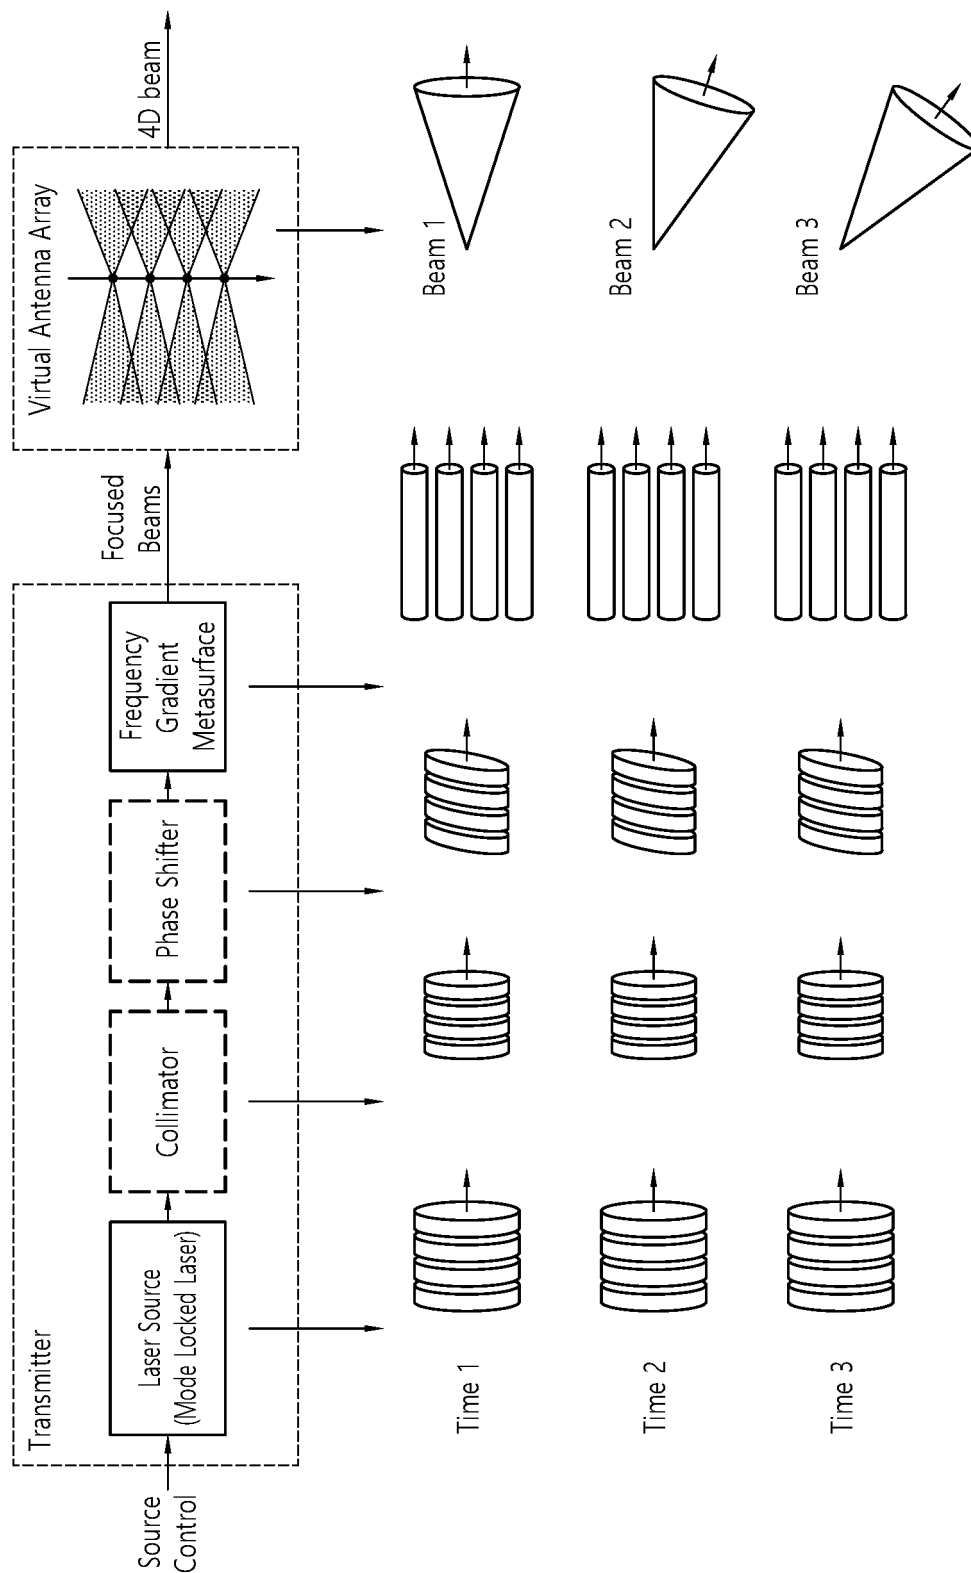 Source
Control
Transmitter
Laser Source
(Mode Locked Laser)
Collimator
Phase Shifter
Frequency
Gradient
Metasurface
Focused
Beams
Virtual Antenna Array
4D beam
Time 1
Beam 1
Time 2
Beam 2
Time 3
Beam 3